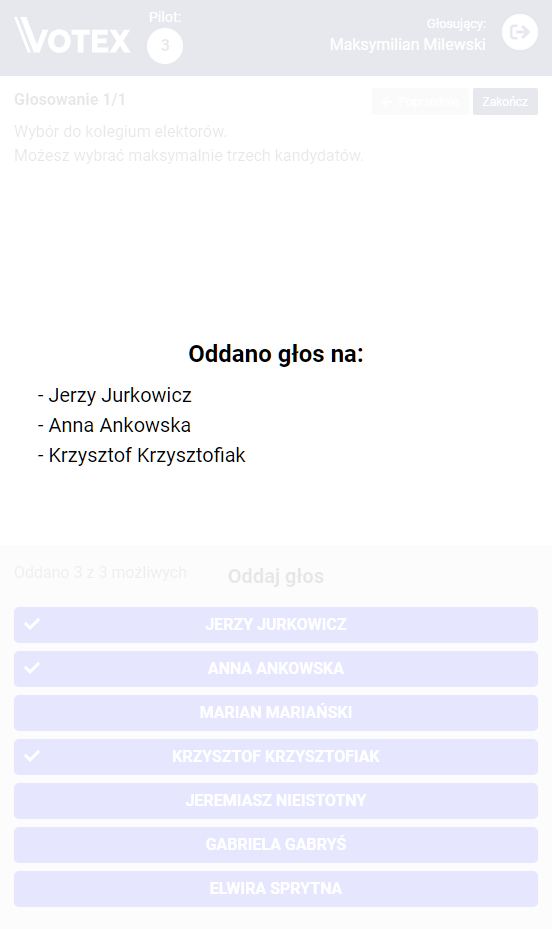 VOTEX
Pilot:
3
Głosujący:
Maksymilian Milewski
Głosowanie 1/1
Zakończ
Wybór do kolegium elektorów.
Możesz wybrać maksymalnie trzech kandydatów.
Oddano głos na:
- Jerzy Jurkowicz
- Anna Ankowska
- Krzysztof Krzysztofiak
Oddano 3 z 3 możliwych
Oddaj głos
JERZY JURKOWICZ
ANNA ANKOWSKA
MARIAN MARIAŃSKI
KRZYSZTOF KRZYSZTOFIAK
JEREMIASZ NIEISTOTNY
GABRIELA GABRYŚ
ELWIRA SPRYTNA